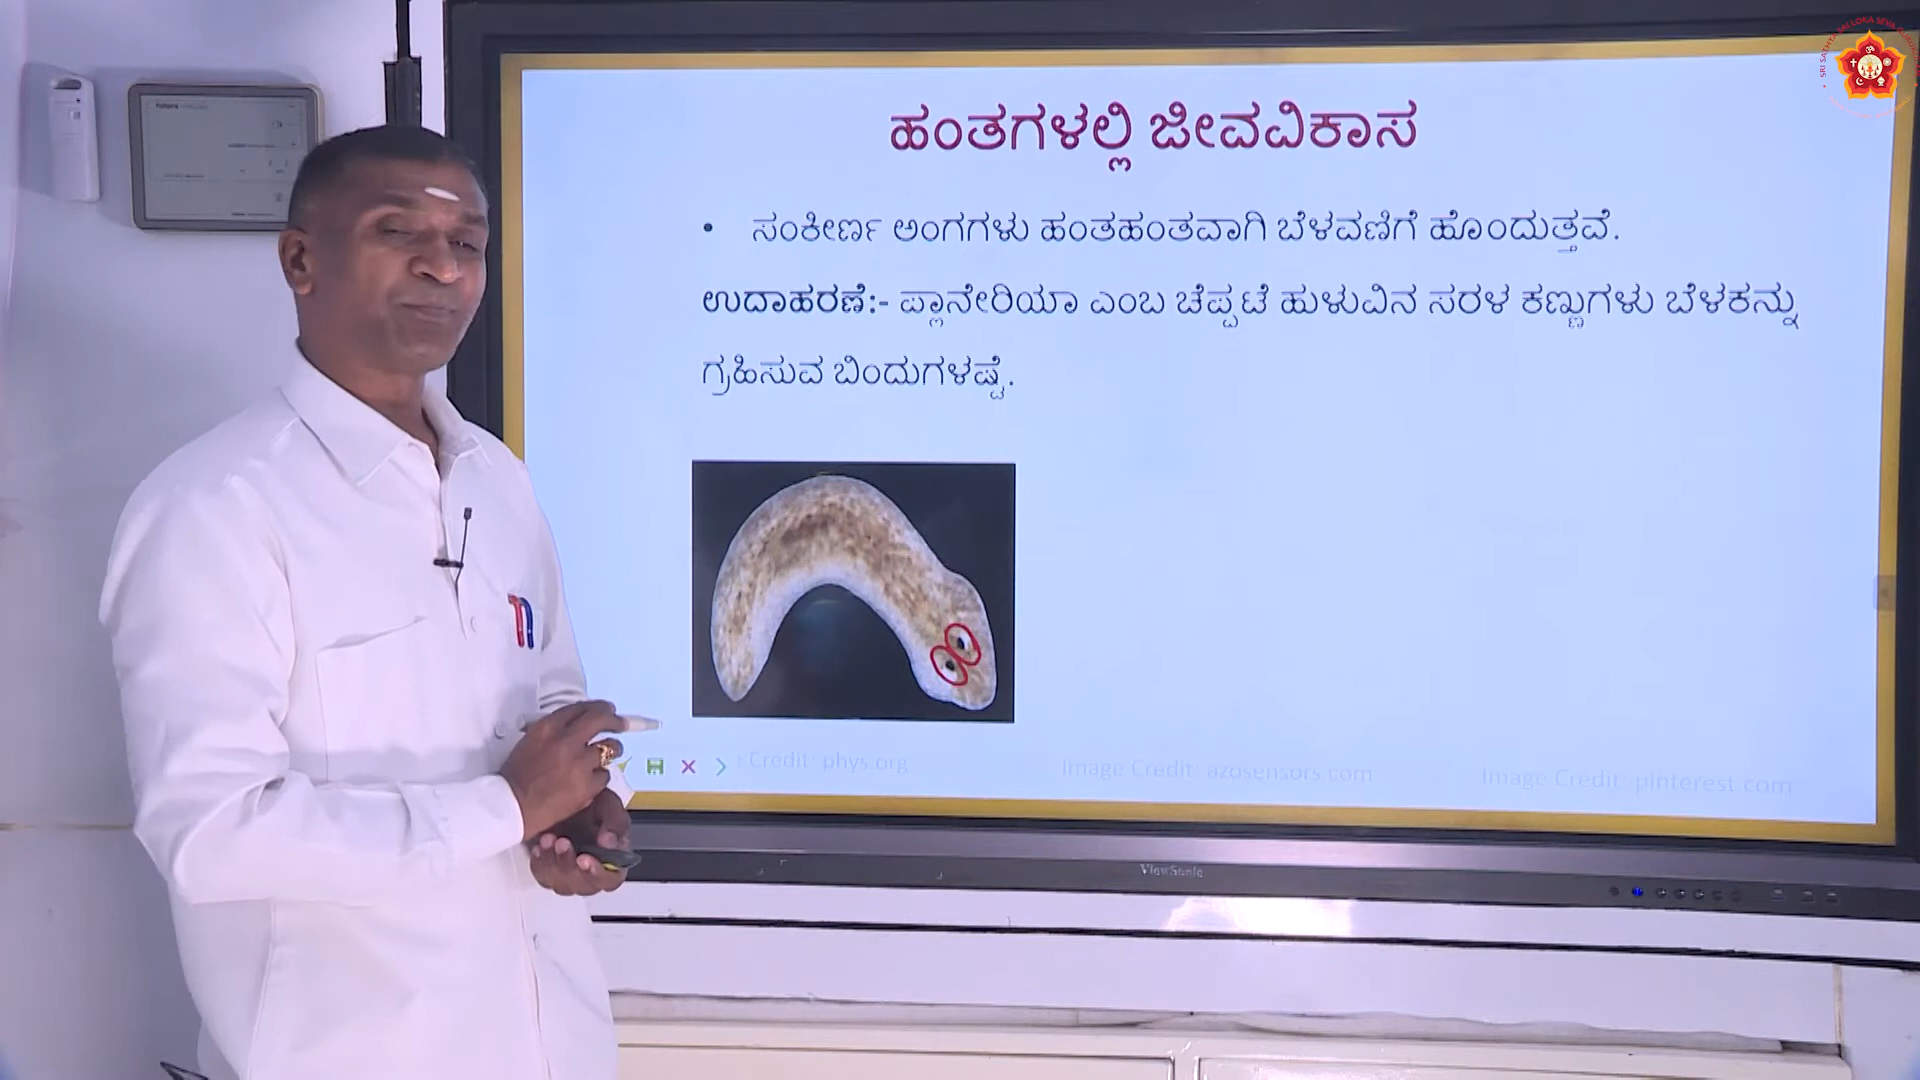 ಹಂತಗಳಲ್ಲಿ ಜೀವವಿಕಾಸ
• ಸಂಕೀರ್ಣ ಅಂಗಗಳು ಹಂತಹಂತವಾಗಿ ಬೆಳವಣಿಗೆ ಹೊಂದುತ್ತವೆ.
ಉದಾಹರಣೆ:- ಪ್ಲಾನೇರಿಯಾ ಎಂಬ ಚೆಪ್ಪಟೆ ಹುಳುವಿನ ಸರಳ ಕಣ್ಣುಗಳು ಬೆಳಕನ್ನು
ಗ್ರಹಿಸುವ ಬಿಂದುಗಳಷ್ಟೆ.
Credit: phys.org
Image Credit: azosensors.com
Image Credit: pinterest.com
ViewSonic